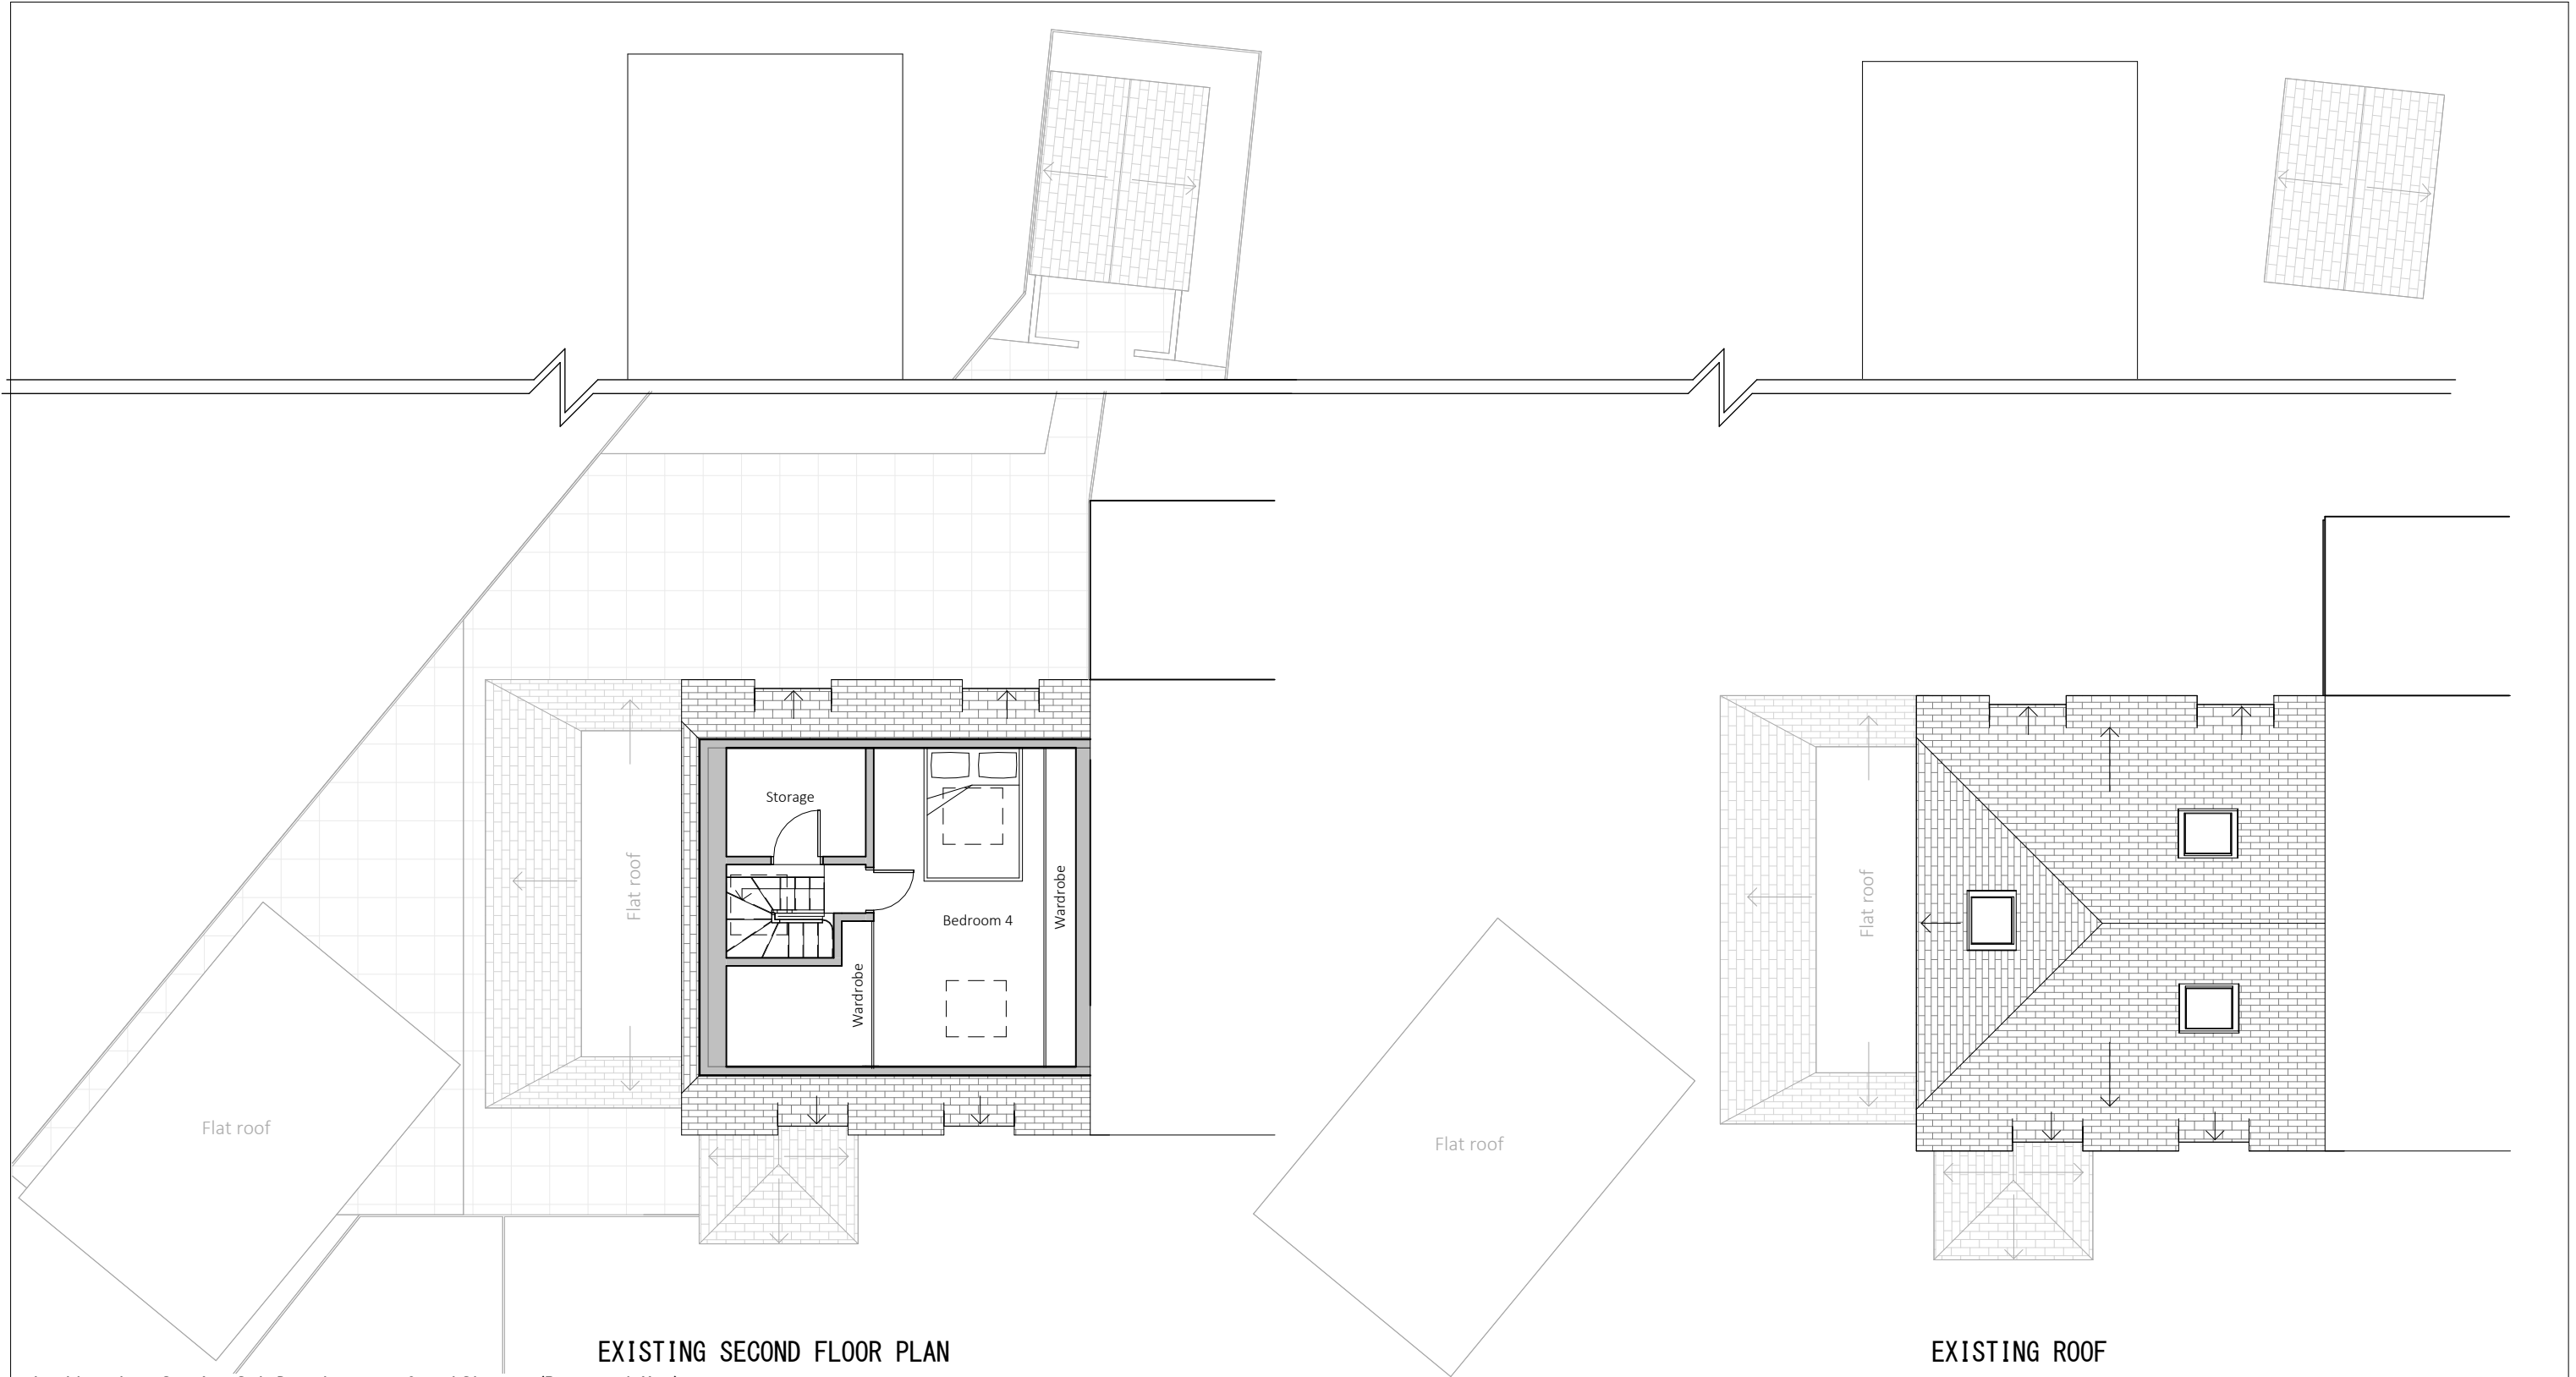 Storage
Flat roof
Bedroom 4
Wardrobe
Wardrobe
Flat roof
EXISTING SECOND FLOOR PLAN
Flat roof
Flat roof
EXISTING ROOF